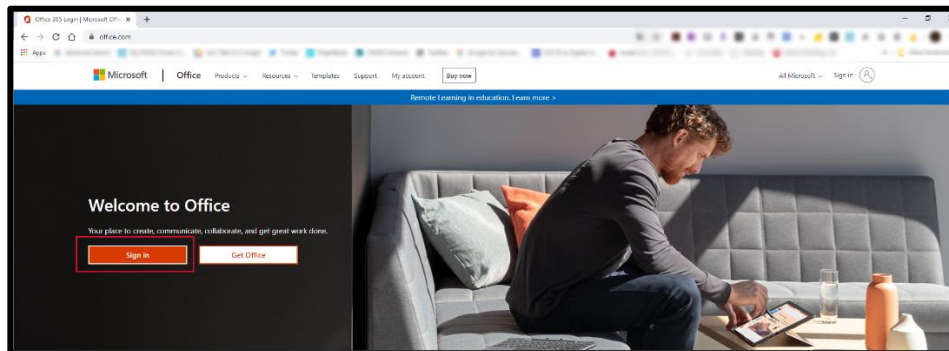 Office 365 Login | Microsoft Offi
office.com
Apps
Microsoft | Office Products Resources Templates Support My account Buy now All Microsoft Sign in
Remote Learning in education. Learn more >
Welcome to Office
Your place to create, communicate, collaborate, and get great work done.
Sign in Get Office